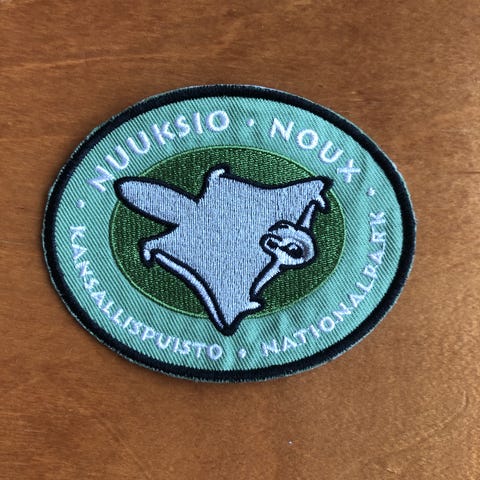 · NUUKSIO · NOUX ·
KANSALLISPUISTO · NATIONALPARK